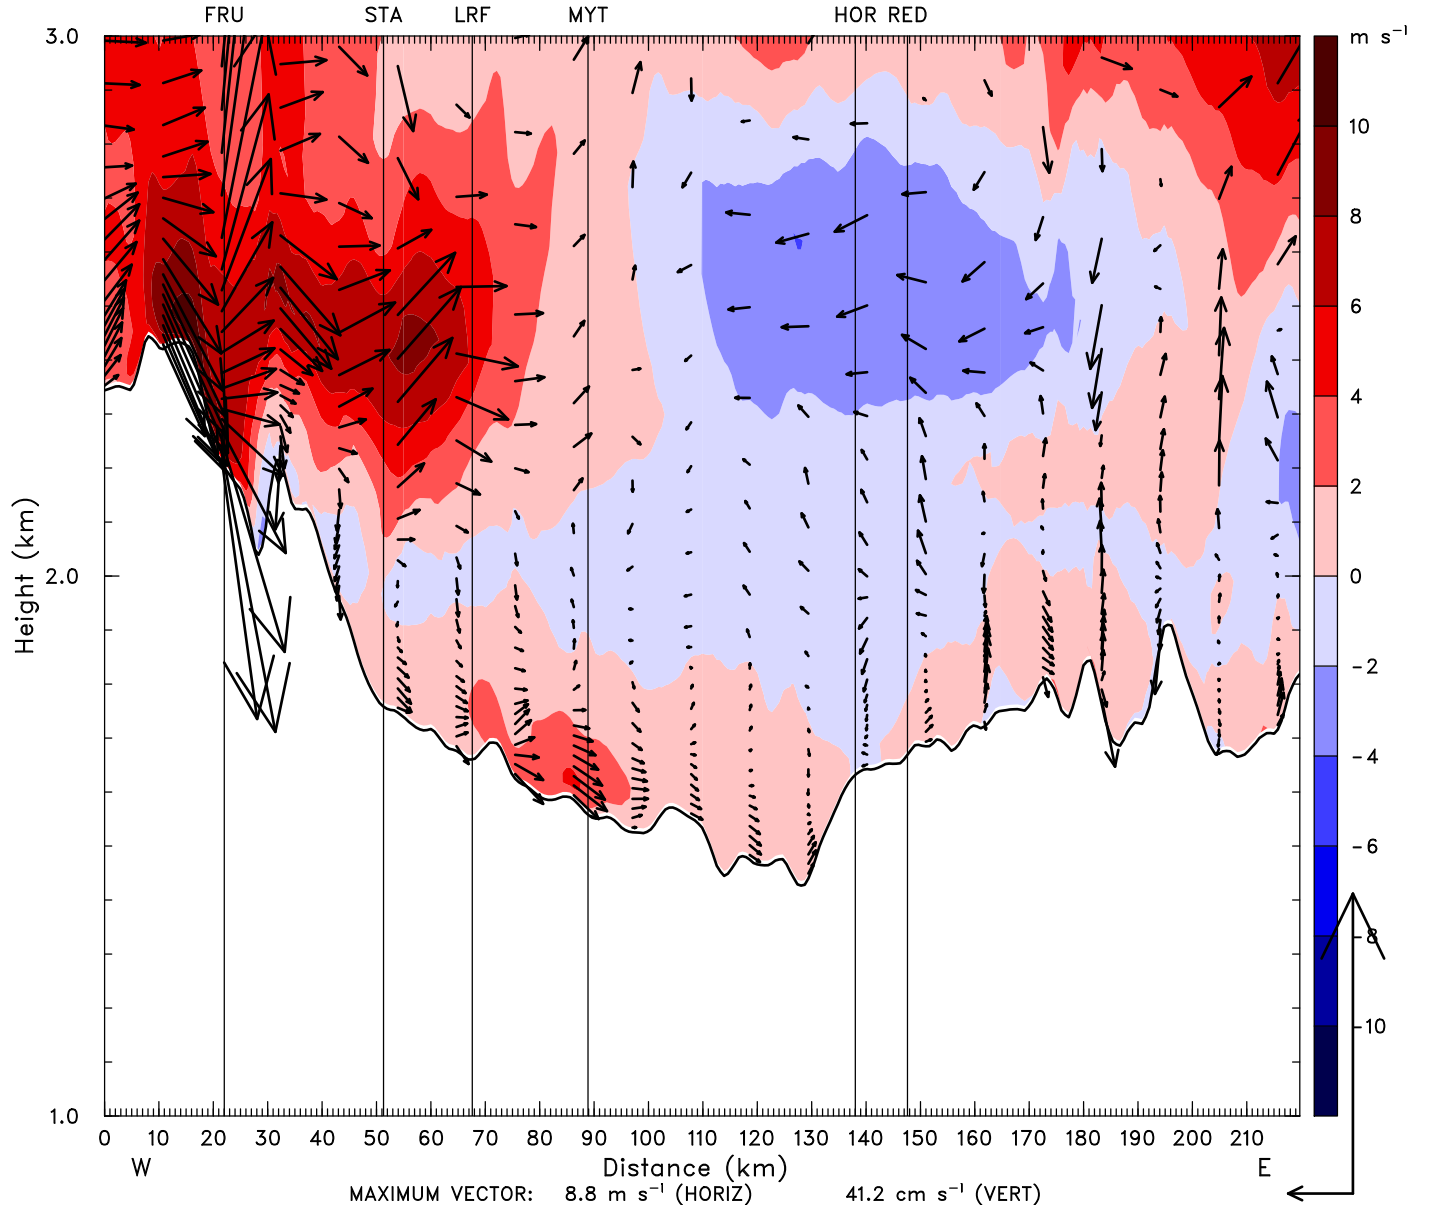 FRU STA LRF MYT HOR RED
3.0
2.0
1.0
Height (km)
0 10 20 30 40 50 60 70 80 90 100 110 120 130 140 150 160 170 180 190 200 210
W Distance (km) E
MAXIMUM VECTOR: 8.8 m s⁻¹ (HORIZ) 41.2 cm s⁻¹ (VERT)
m s⁻¹
10
8
6
4
2
0
-2
-4
-6
-8
-10